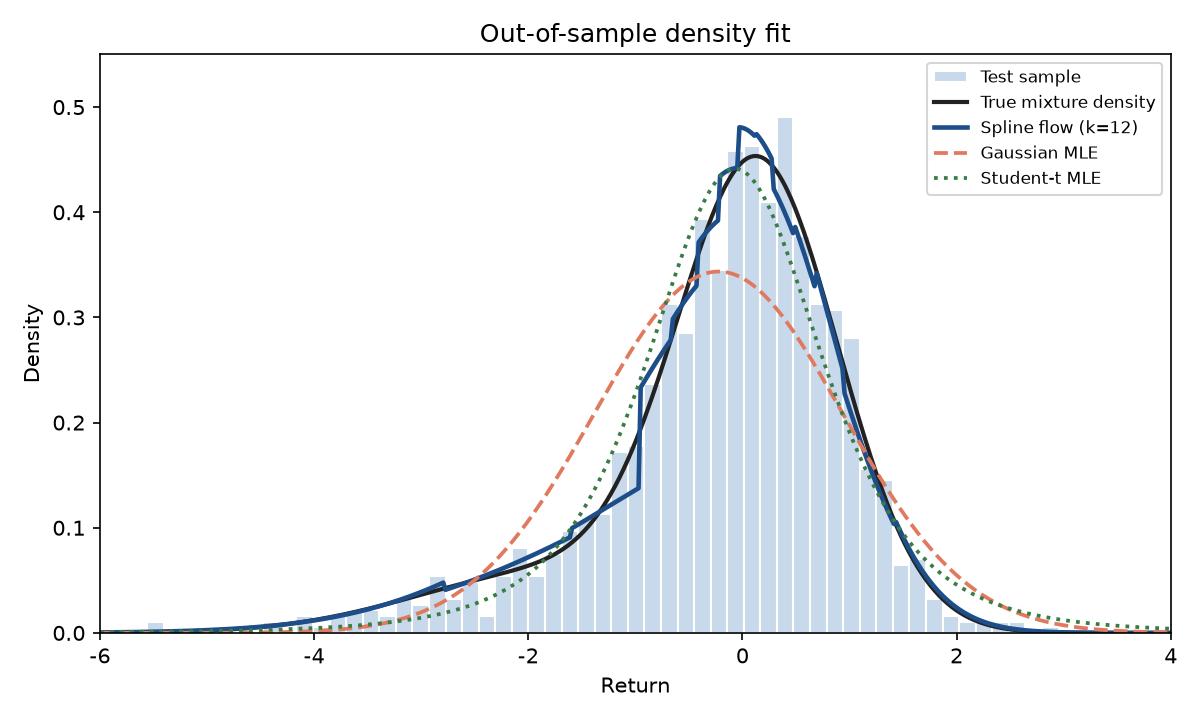 Out-of-sample density fit
Test sample
True mixture density
Spline flow (k=12)
Gaussian MLE
Student-t MLE
Density
0.5
0.4
0.3
0.2
0.1
0.0
-6
-4
-2
0
2
4
Return